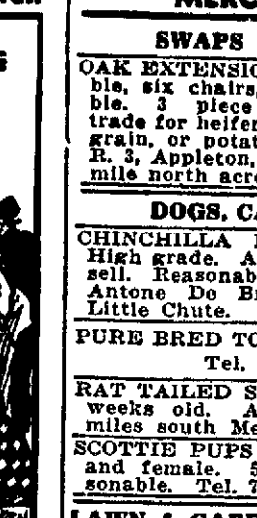 SWAPS
OAK EXTENSIO
ble, six chairs,
ble. 3 piece
trade for heifer
grain, or potat
R. 3, Appleton,
mile north acr
DOGS, CA
CHINCHILLA
High grade. A
sell. Reasonab
Antone De B
Little Chute.
PURE BRED TO
Tel.
RAT TAILED S
weeks old. A
miles south Me
SCOTTIE PUPS
and female. 5
sonable. Tel. 7